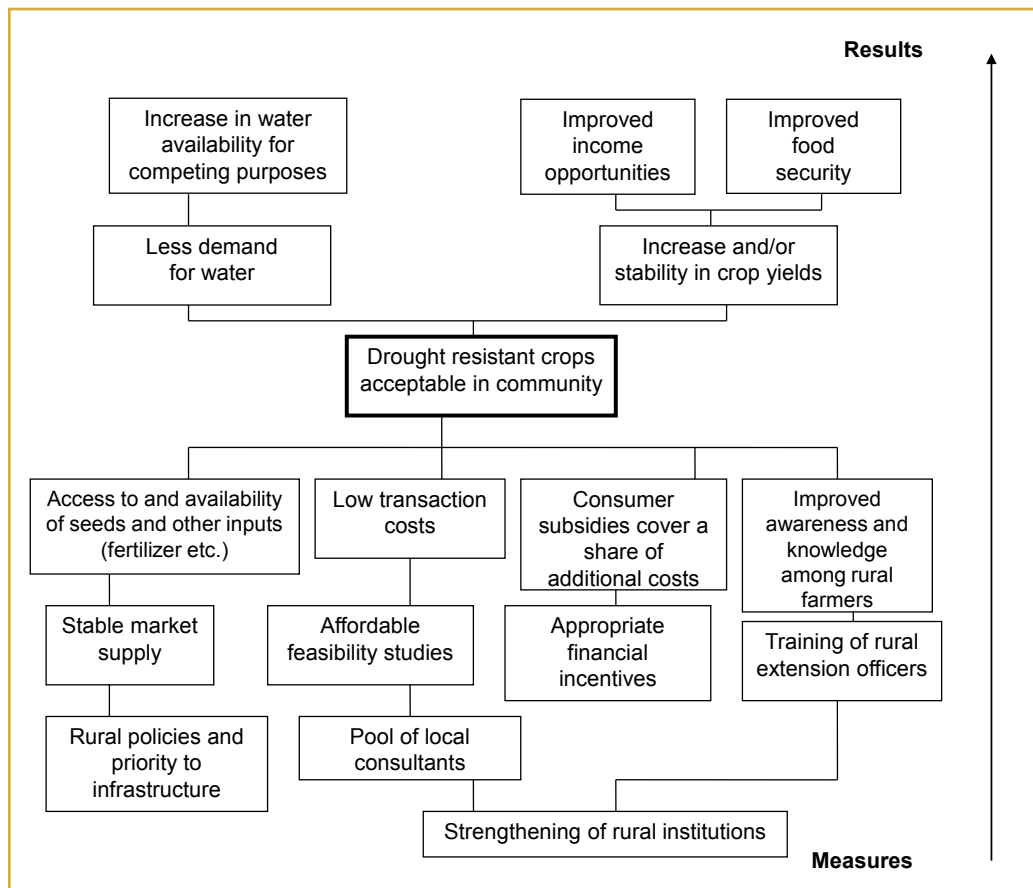 Results
Increase in water
availability for
competing purposes
Improved
income
opportunities
Improved
food
security
Less demand
for water
Increase and/or
stability in crop yields
Drought resistant crops
acceptable in community
Access to and availability
of seeds and other inputs
(fertilizer etc.)
Low transaction
costs
Consumer
subsidies cover a
share of
additional costs
Improved
awareness and
knowledge
among rural
farmers
Stable market
supply
Affordable
feasibility studies
Appropriate
financial
incentives
Training of rural
extension officers
Rural policies and
priority to
infrastructure
Pool of local
consultants
Strengthening of rural institutions
Measures